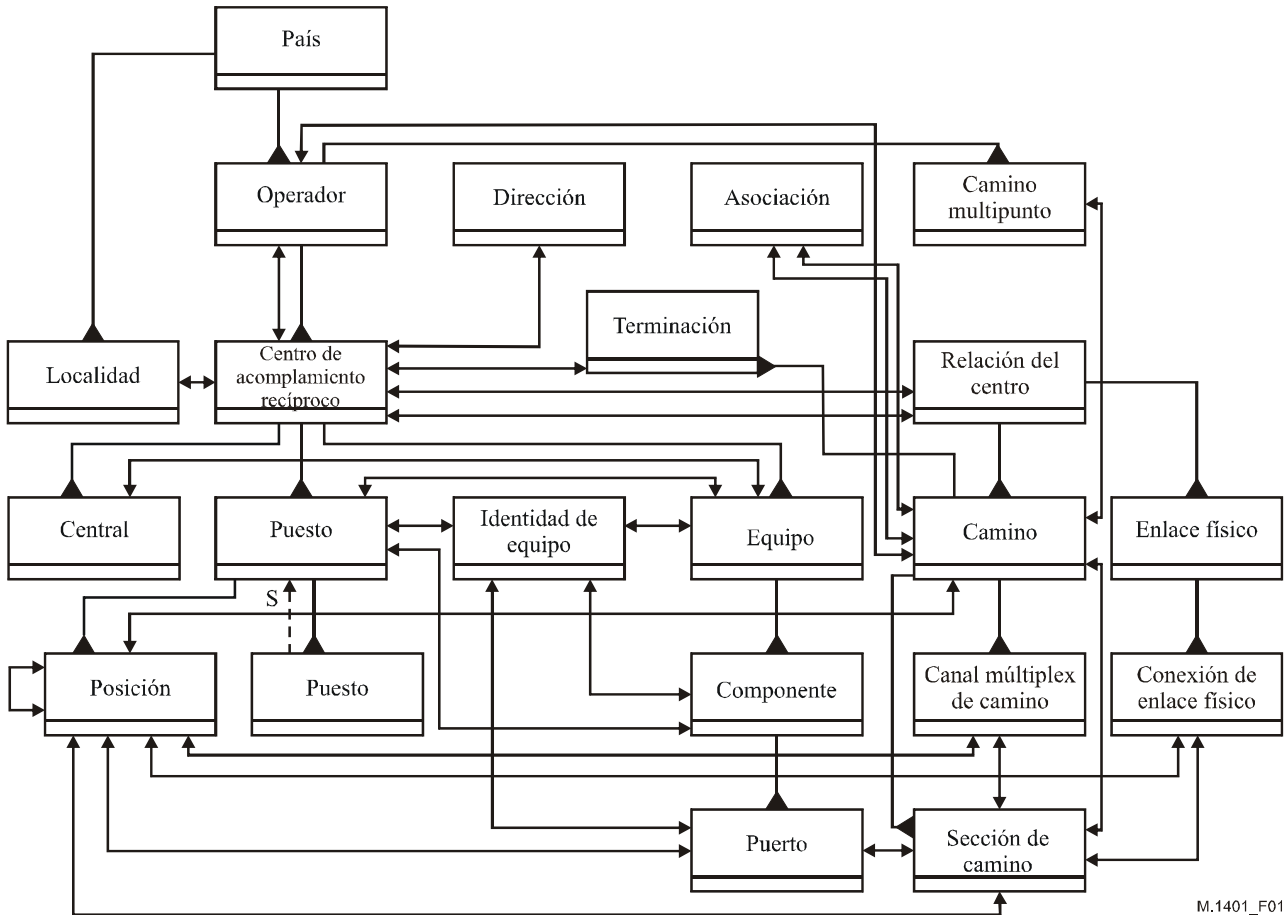 País
Operador
Dirección
Asociación
Camino
multipunto
Terminación
Localidad
Centro de
acomplamiento
recíproco
Relación del
centro
Central
Puesto
Identidad de
equipo
Equipo
Camino
Enlace físico
S
Posición
Puesto
Componente
Canal múltiplex
de camino
Conexión de
enlace físico
Puerto
Sección de
camino
M.1401_F01